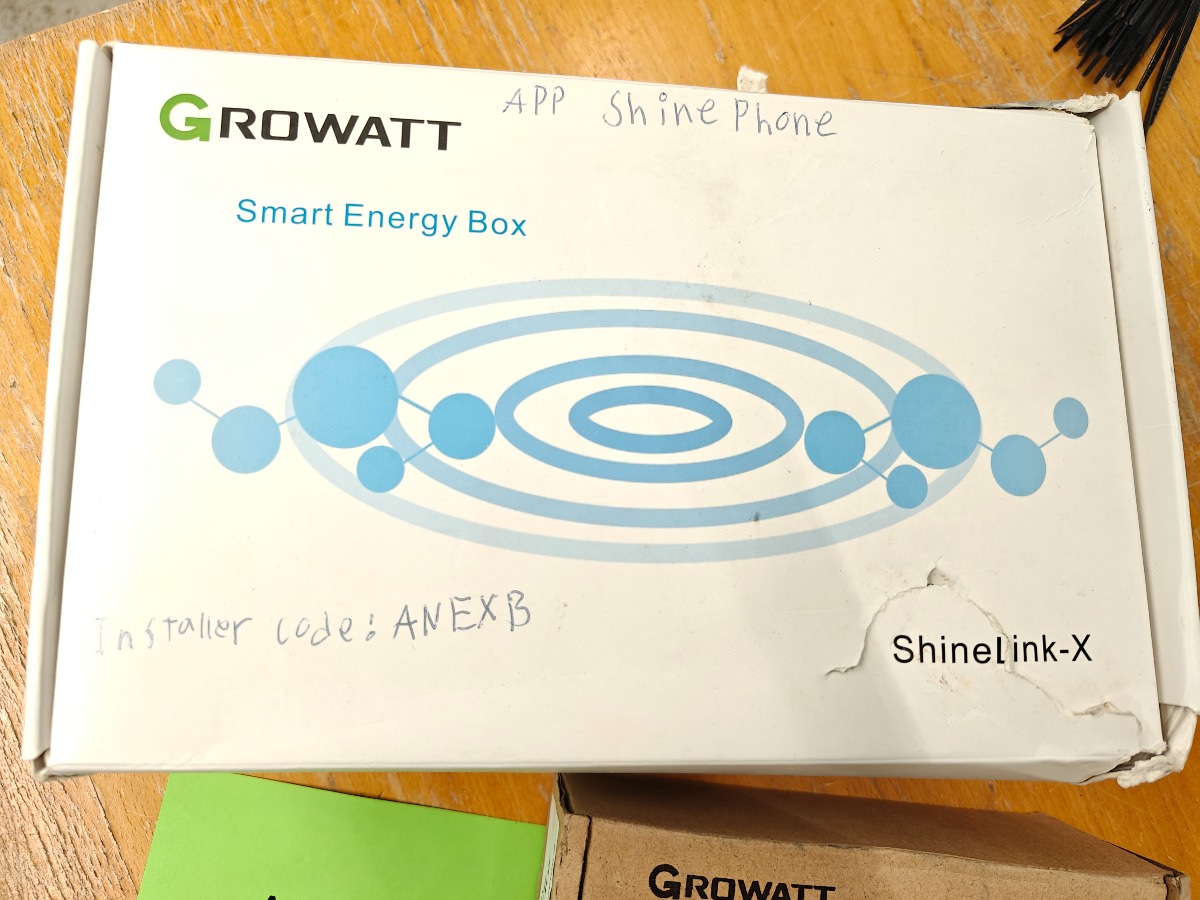 GROWATT
APP ShinePhone
Smart Energy Box
Installer code: ANEXB
ShineLink-X
GROWATT